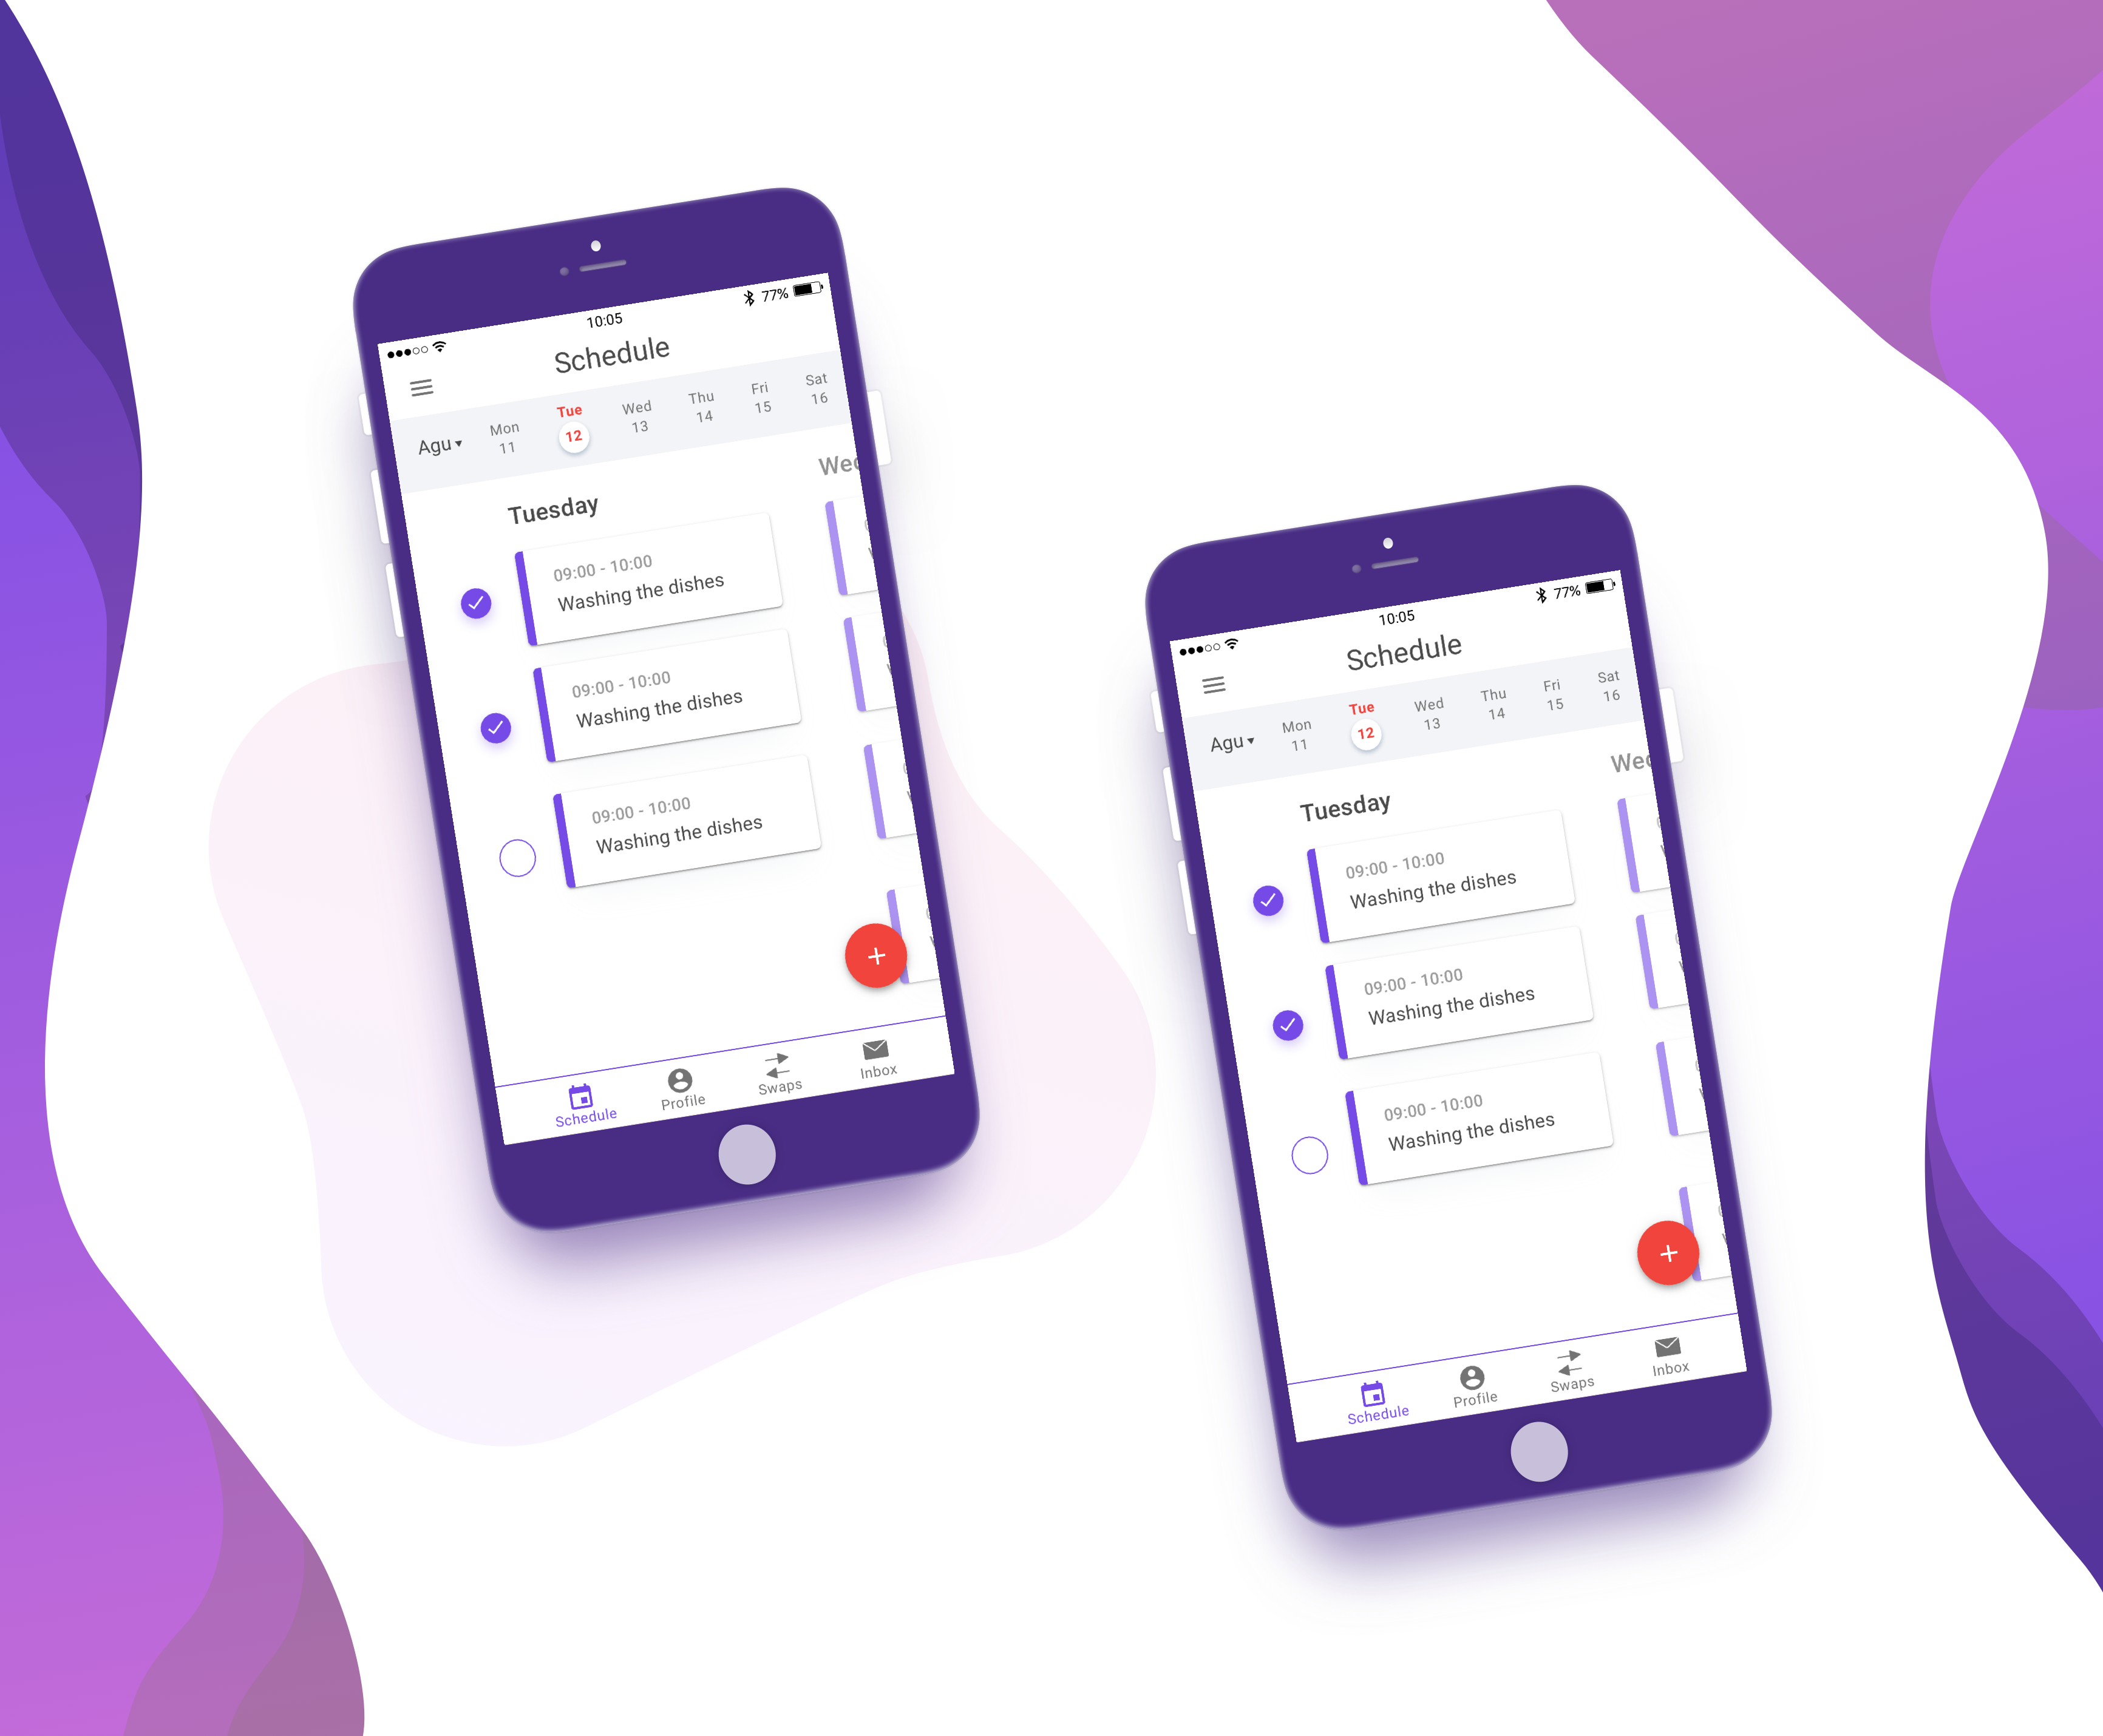 10:05
77%
Schedule
Agu
Mon
11
Tue
12
Wed
13
Thu
14
Fri
15
Sat
16
Tuesday
09:00 - 10:00
Washing the dishes
09:00 - 10:00
Washing the dishes
09:00 - 10:00
Washing the dishes
Schedule
Profile
Swaps
Inbox
10:05
77%
Schedule
Agu
Mon
11
Tue
12
Wed
13
Thu
14
Fri
15
Sat
16
Tuesday
09:00 - 10:00
Washing the dishes
09:00 - 10:00
Washing the dishes
09:00 - 10:00
Washing the dishes
Schedule
Profile
Swaps
Inbox